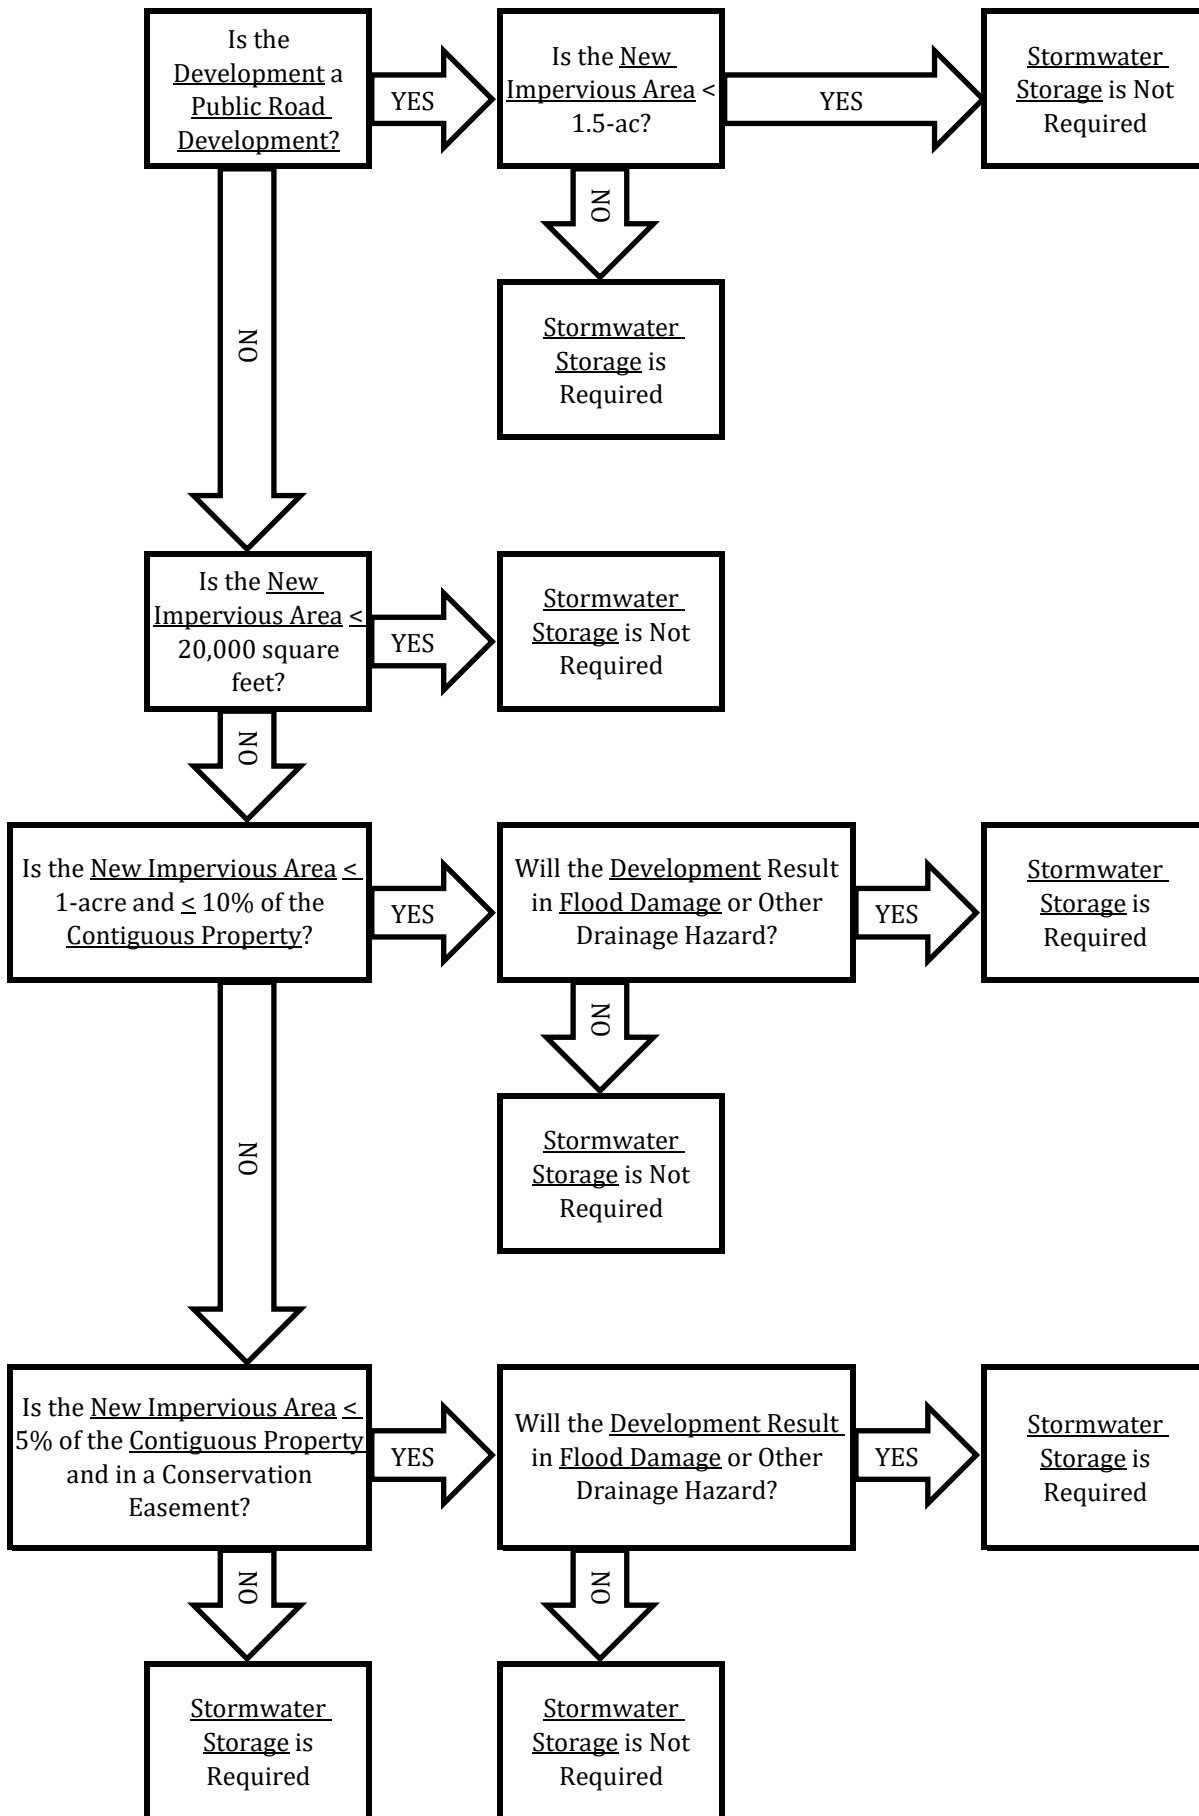 Is the
Development a
Public Road
Development?
YES
Is the New
Impervious Area <
1.5-ac?
YES
Stormwater
Storage is Not
Required
NO
NO
Stormwater
Storage is
Required
Is the New
Impervious Area <
20,000 square
feet?
YES
Stormwater
Storage is Not
Required
NO
Is the New Impervious Area <
1-acre and < 10% of the
Contiguous Property?
YES
Will the Development Result
in Flood Damage or Other
Drainage Hazard?
YES
Stormwater
Storage is
Required
NO
NO
Stormwater
Storage is Not
Required
Is the New Impervious Area <
5% of the Contiguous Property
and in a Conservation
Easement?
YES
Will the Development Result
in Flood Damage or Other
Drainage Hazard?
YES
Stormwater
Storage is
Required
NO
NO
Stormwater
Storage is
Required
Stormwater
Storage is Not
Required